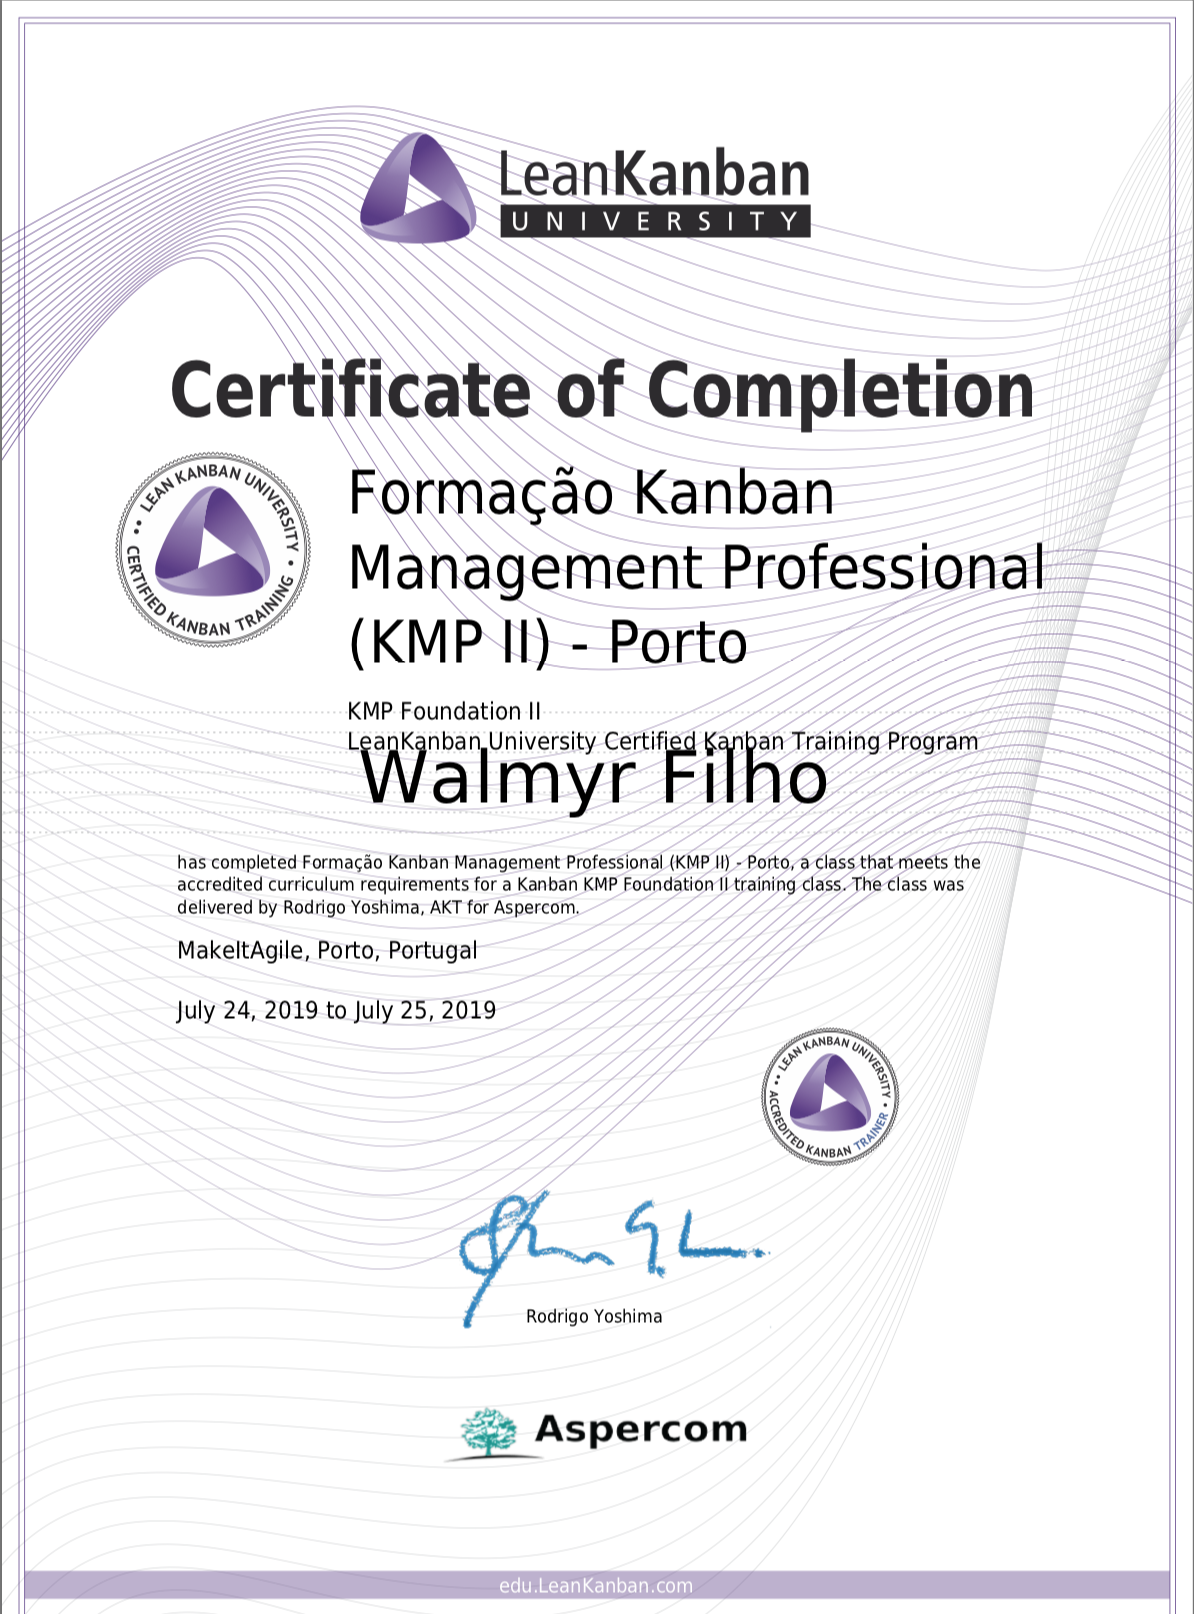 LeanKanban
UNIVERSITY
Certificate of Completion
•• LEAN KANBAN UNIVERSITY •
CERTIFIED KANBAN TRAINING
Formação Kanban
Management Professional
(KMP II) - Porto
KMP Foundation II
LeanKanban University Certified Kanban Training Program
Walmyr Filho
has completed Formação Kanban Management Professional (KMP II) - Porto, a class that meets the
accredited curriculum requirements for a Kanban KMP Foundation II training class. The class was
delivered by Rodrigo Yoshima, AKT for Aspercom.
MakeItAgile, Porto, Portugal
July 24, 2019 to July 25, 2019
•• LEAN KANBAN UNIVERSITY •
ACCREDITED KANBAN TRAINER
Rodrigo Yoshima
Aspercom
edu.LeanKanban.com